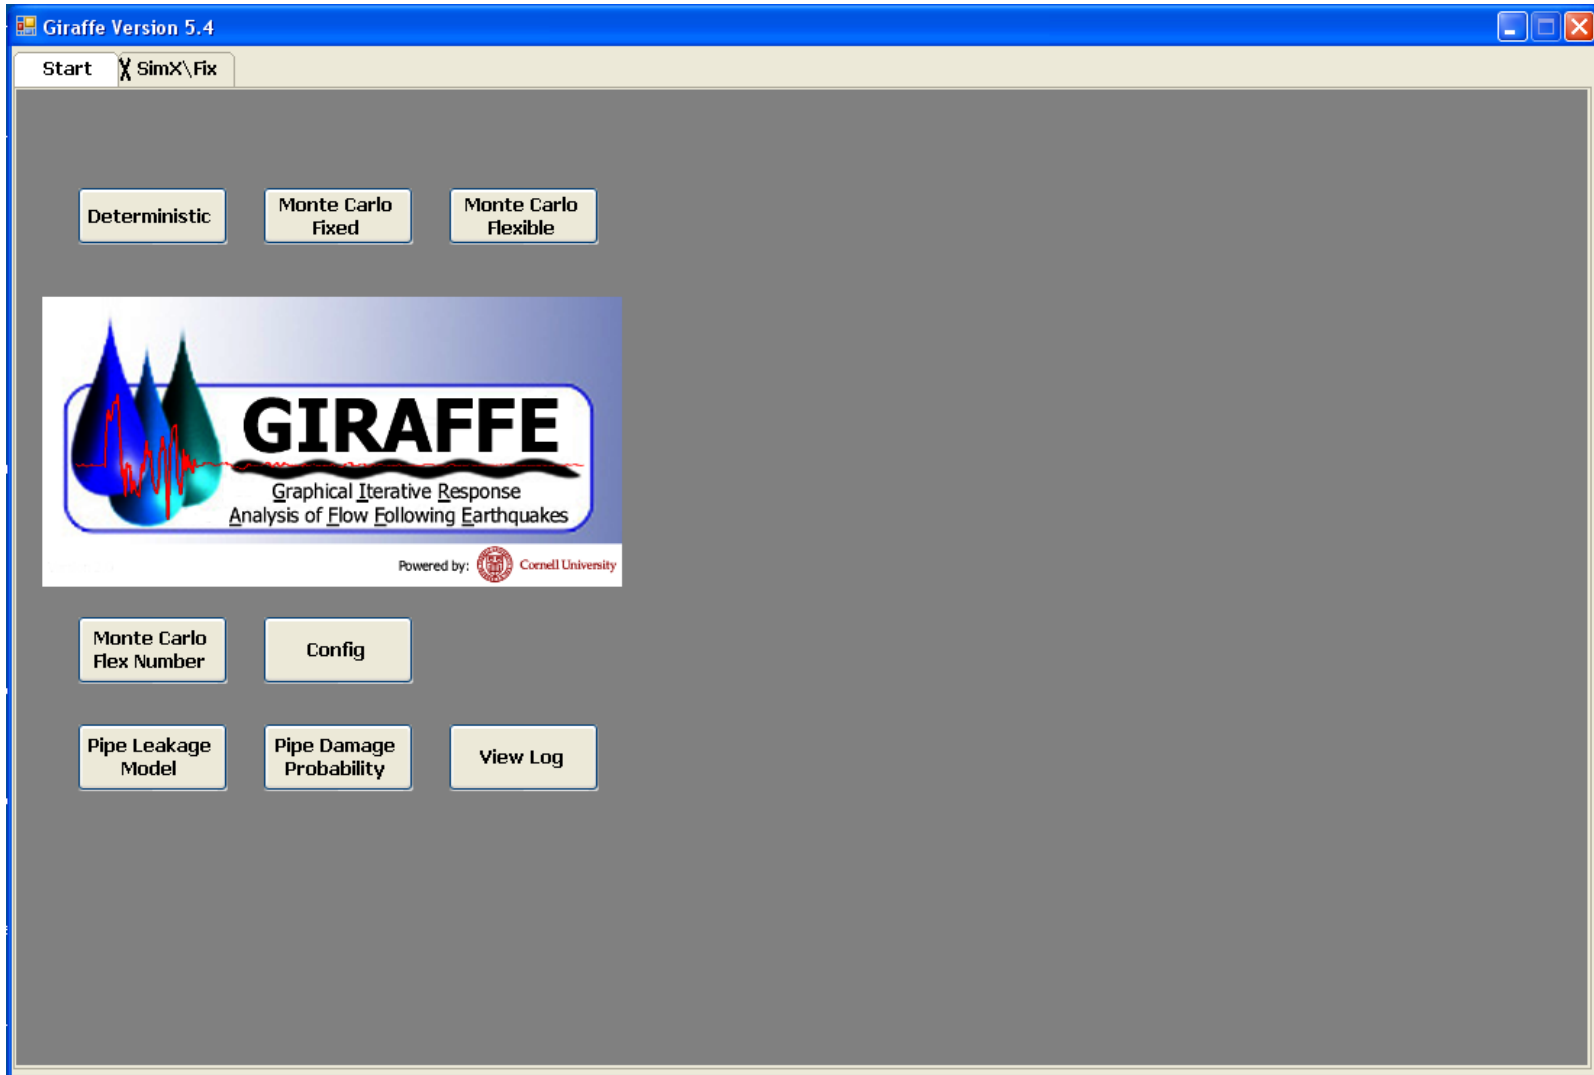 Giraffe Version 5.4
Start
SimX\Fix
Deterministic
Monte Carlo
Fixed
Monte Carlo
Flexible
GIRAFFE
Graphical Iterative Response
Analysis of Flow Following Earthquakes
Powered by:
Cornell University
Monte Carlo
Flex Number
Config
Pipe Leakage
Model
Pipe Damage
Probability
View Log